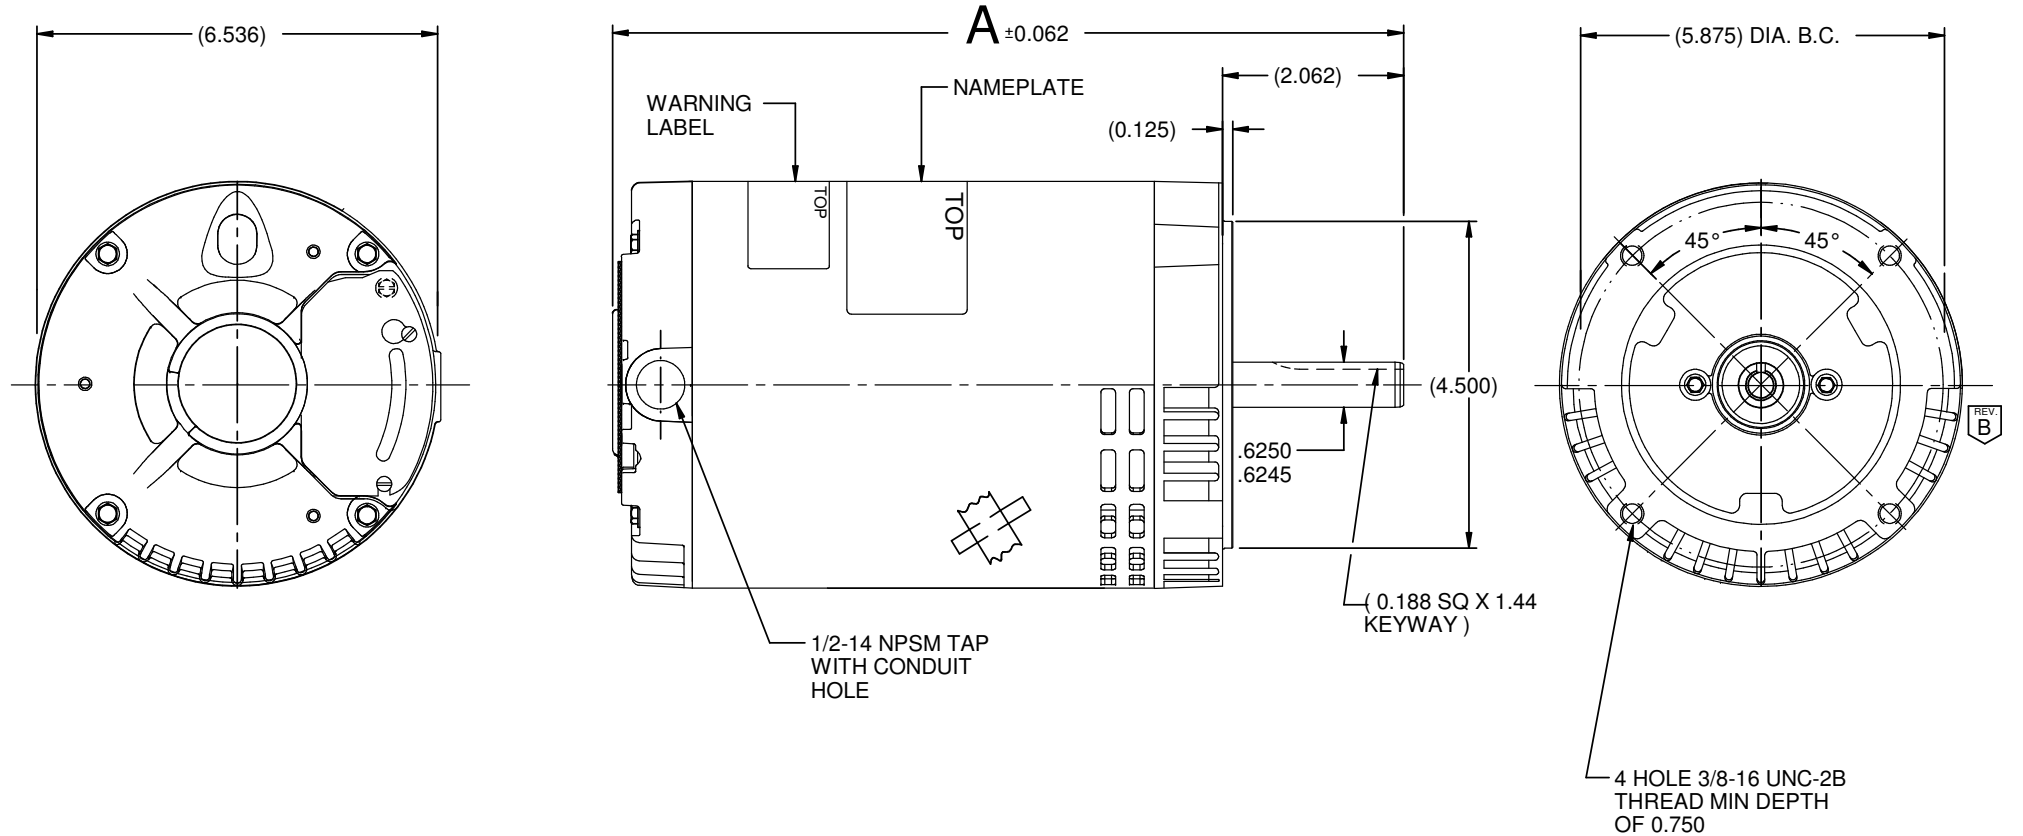 (6.536)
A ±0.062
(5.875) DIA. B.C.
(2.062)
NAMEPLATE
WARNING
LABEL
(0.125)
TOP
TOP
45° 45°
(4.500)
REV.
B
.6250
.6245
( 0.188 SQ X 1.44
KEYWAY )
1/2-14 NPSM TAP
WITH CONDUIT
HOLE
4 HOLE 3/8-16 UNC-2B
THREAD MIN DEPTH
OF 0.750